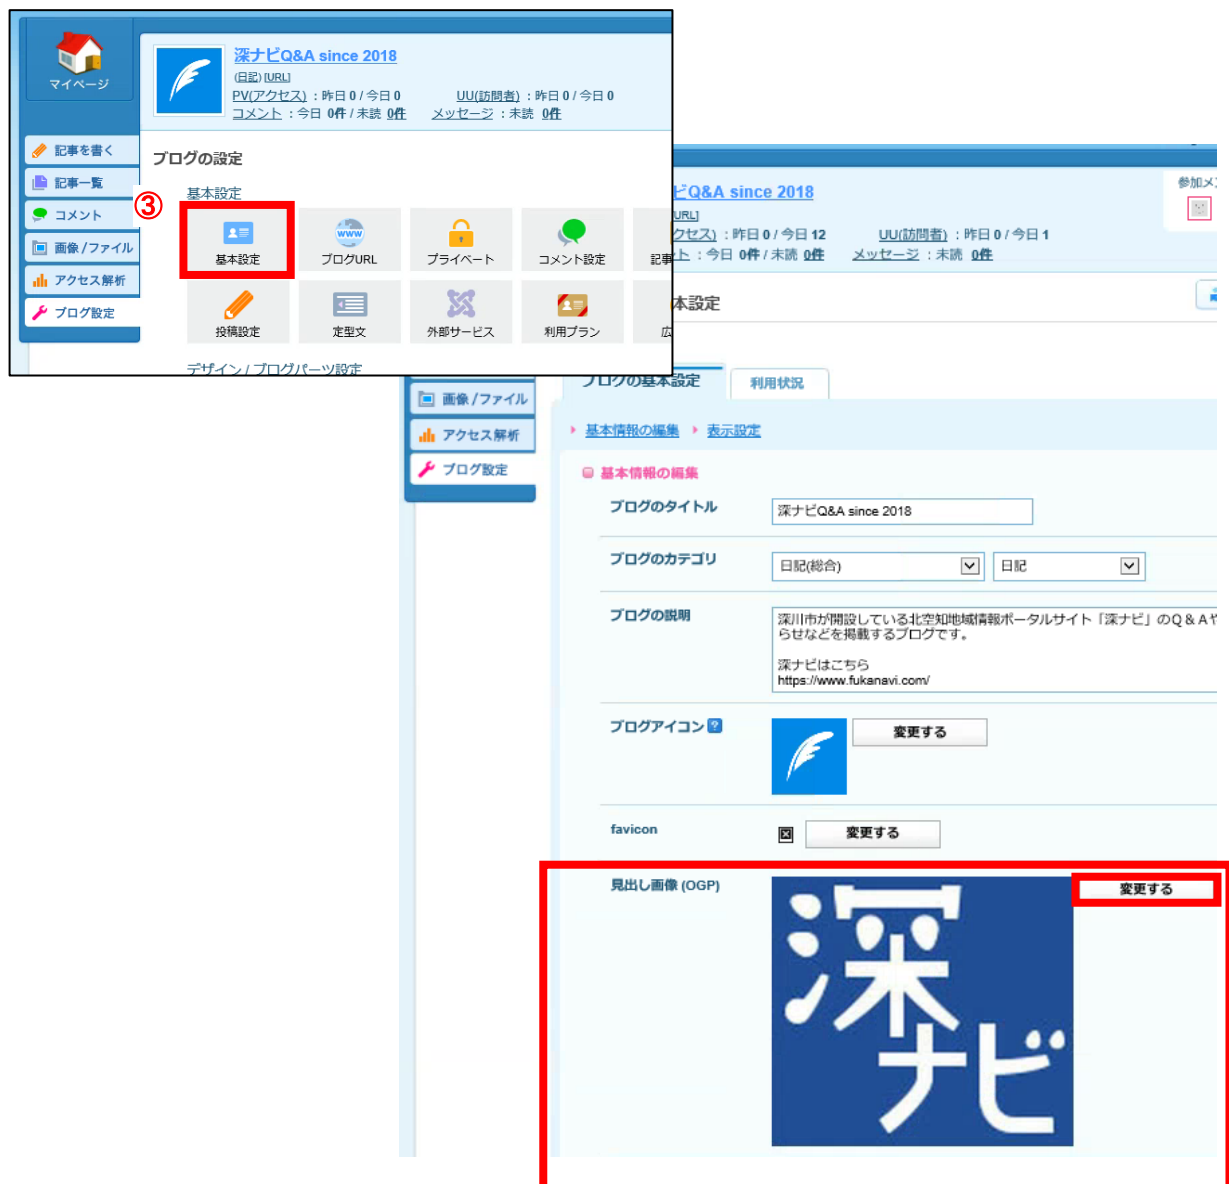 マイページ
深ナビQ&A since 2018
(日記) [URL]
PV(アクセス) : 昨日 0 / 今日 0 UU(訪問者) : 昨日 0 / 今日 0
コメント : 今日 0件 / 未読 0件 メッセージ : 未読 0件
記事を書く
記事一覧
コメント
画像 / ファイル
アクセス解析
ブログ設定
ブログの設定
基本設定
③
基本設定 ブログURL プライベート コメント設定 記事
www
投稿設定 定型文 外部サービス 利用プラン 広
デザイン / ブログパーツ設定
ビQ&A since 2018
URL]
クセス) : 昨日 0 / 今日 12 UU(訪問者) : 昨日 0 / 今日 1
ント : 今日 0件 / 未読 0件 メッセージ : 未読 0件
参加メン
本設定
画像 / ファイル
アクセス解析
ブログ設定
ブログの基本設定 利用状況
基本情報の編集 表示設定
基本情報の編集
ブログのタイトル 深ナビQ&A since 2018
ブログのカテゴリ 日記(総合) 日記
ブログの説明 深川市が開設している北空知地域情報ポータルサイト「深ナビ」のQ&Aや
らせなどを掲載するブログです。
深ナビはこちら
https://www.fukanavi.com/
ブログアイコン ? 変更する
favicon 変更する
見出し画像 (OGP) 変更する
深
ナビ